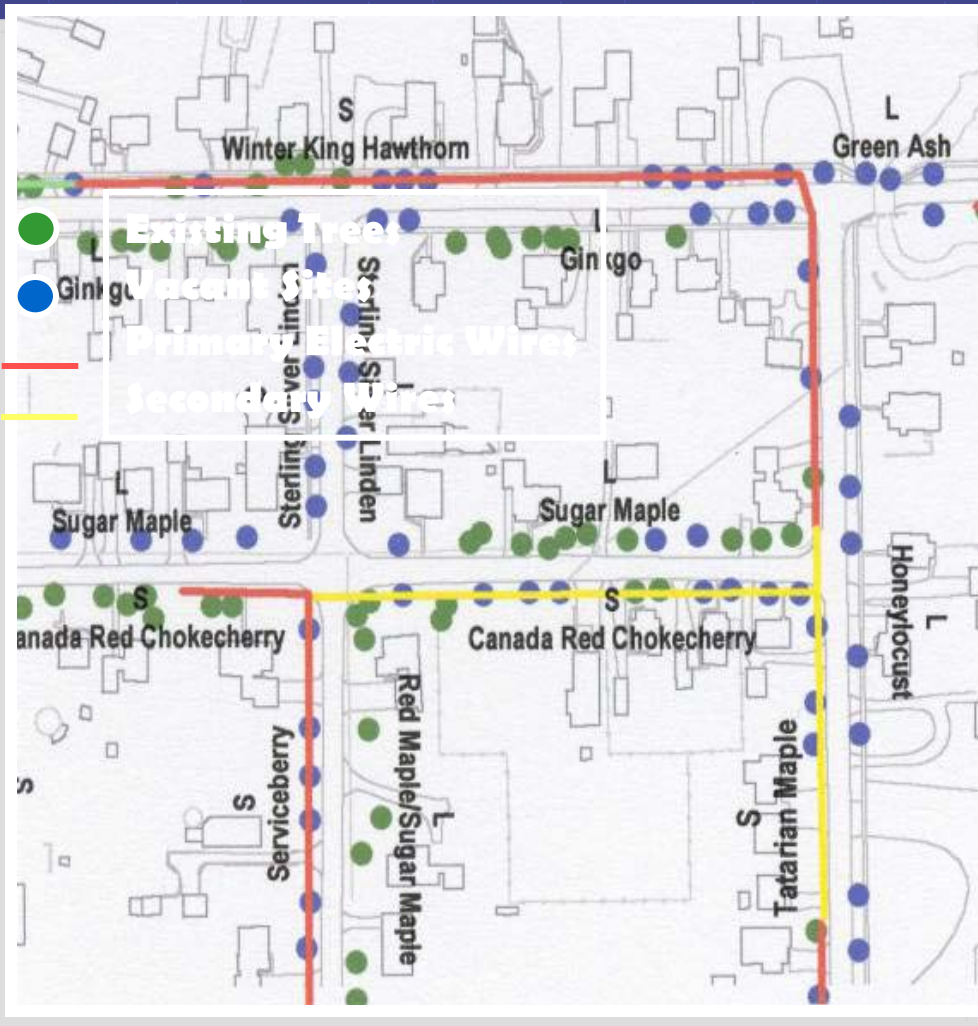 S
L
Winter King Hawthorn
Green Ash
Existing Trees
L
L
Ginkgo
Ginkgo
Vacant Sites
Primary Electric Wires
Secondary Wires
Sterling Silver Linden
Sterling Silver Linden
L
L
L
Sugar Maple
Sugar Maple
Honeylocust
L
S
S
anada Red Chokecherry
Canada Red Chokecherry
Red Maple/Sugar Maple
L
Serviceberry
S
S
Tatarian Maple
S